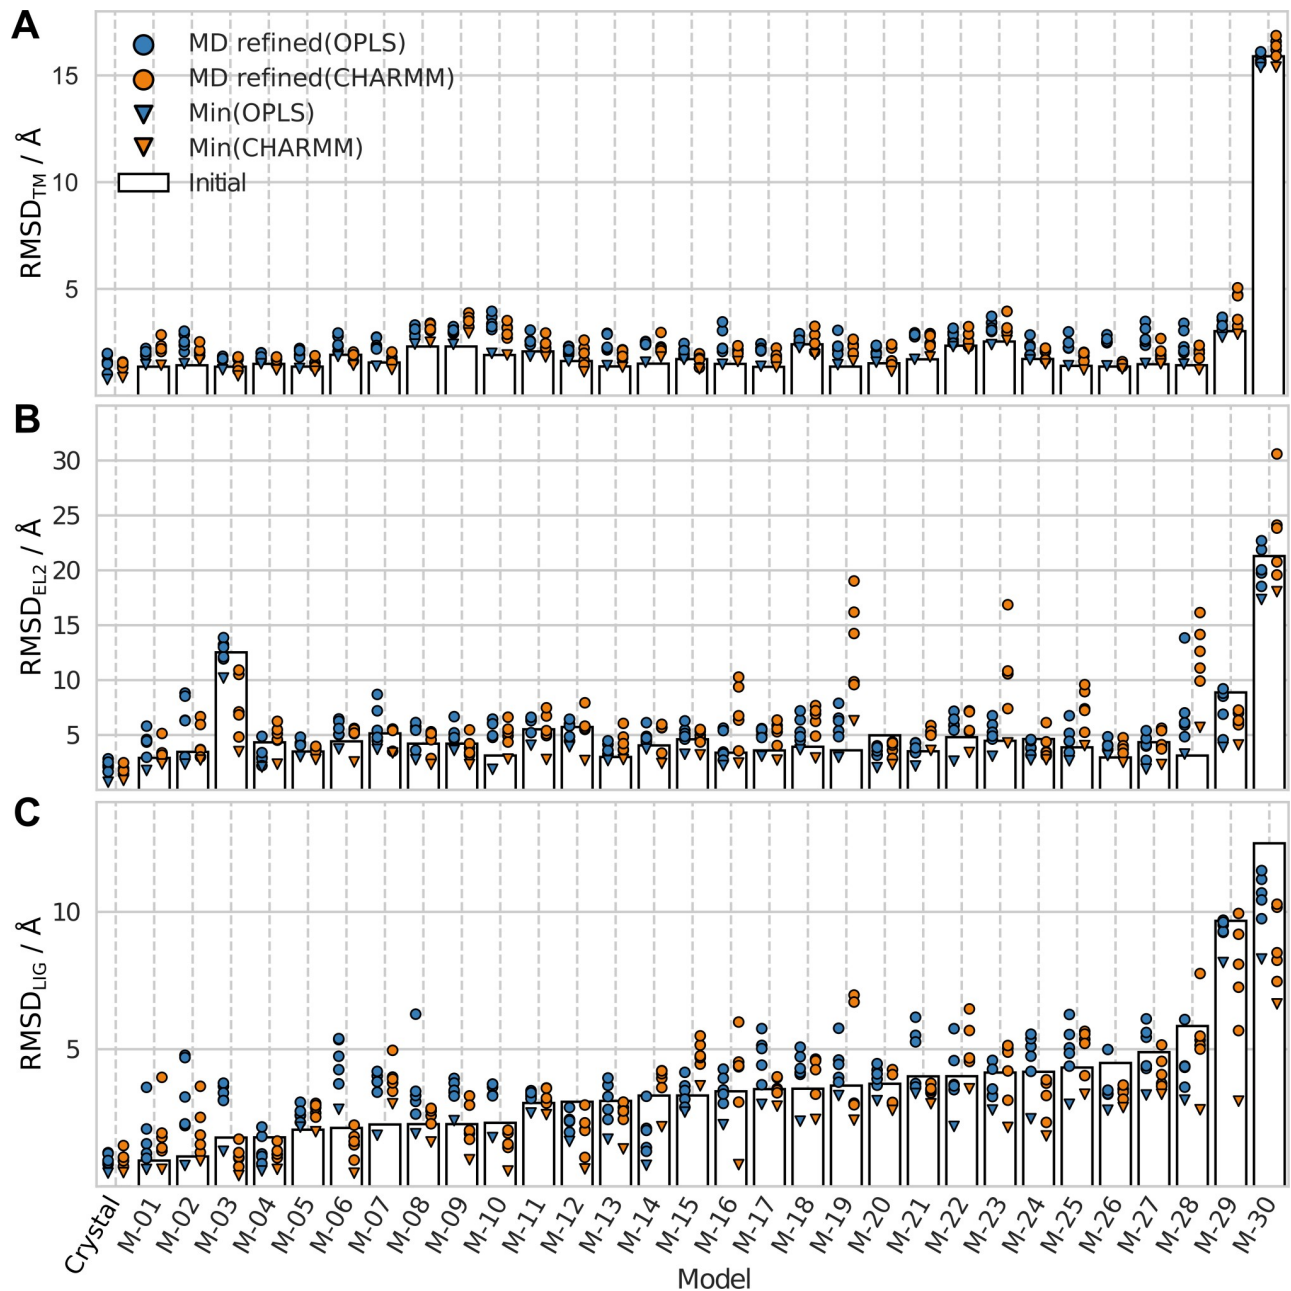 A
MD refined(OPLS)
MD refined(CHARMM)
Min(OPLS)
Min(CHARMM)
Initial
RMSD_TM / Å
15
10
5
B
RMSD_EL2 / Å
30
25
20
15
10
5
C
RMSD_LIG / Å
10
5
Crystal
M-01
M-02
M-03
M-04
M-05
M-06
M-07
M-08
M-09
M-10
M-11
M-12
M-13
M-14
M-15
M-16
M-17
M-18
M-19
M-20
M-21
M-22
M-23
M-24
M-25
M-26
M-27
M-28
M-29
M-30
Model